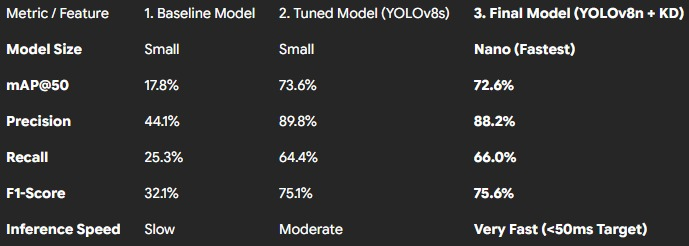 Metric / Feature 1. Baseline Model 2. Tuned Model (YOLOv8s) 3. Final Model (YOLOv8n + KD)
Model Size Small Small Nano (Fastest)
mAP@50 17.8% 73.6% 72.6%
Precision 44.1% 89.8% 88.2%
Recall 25.3% 64.4% 66.0%
F1-Score 32.1% 75.1% 75.6%
Inference Speed Slow Moderate Very Fast (<50ms Target)